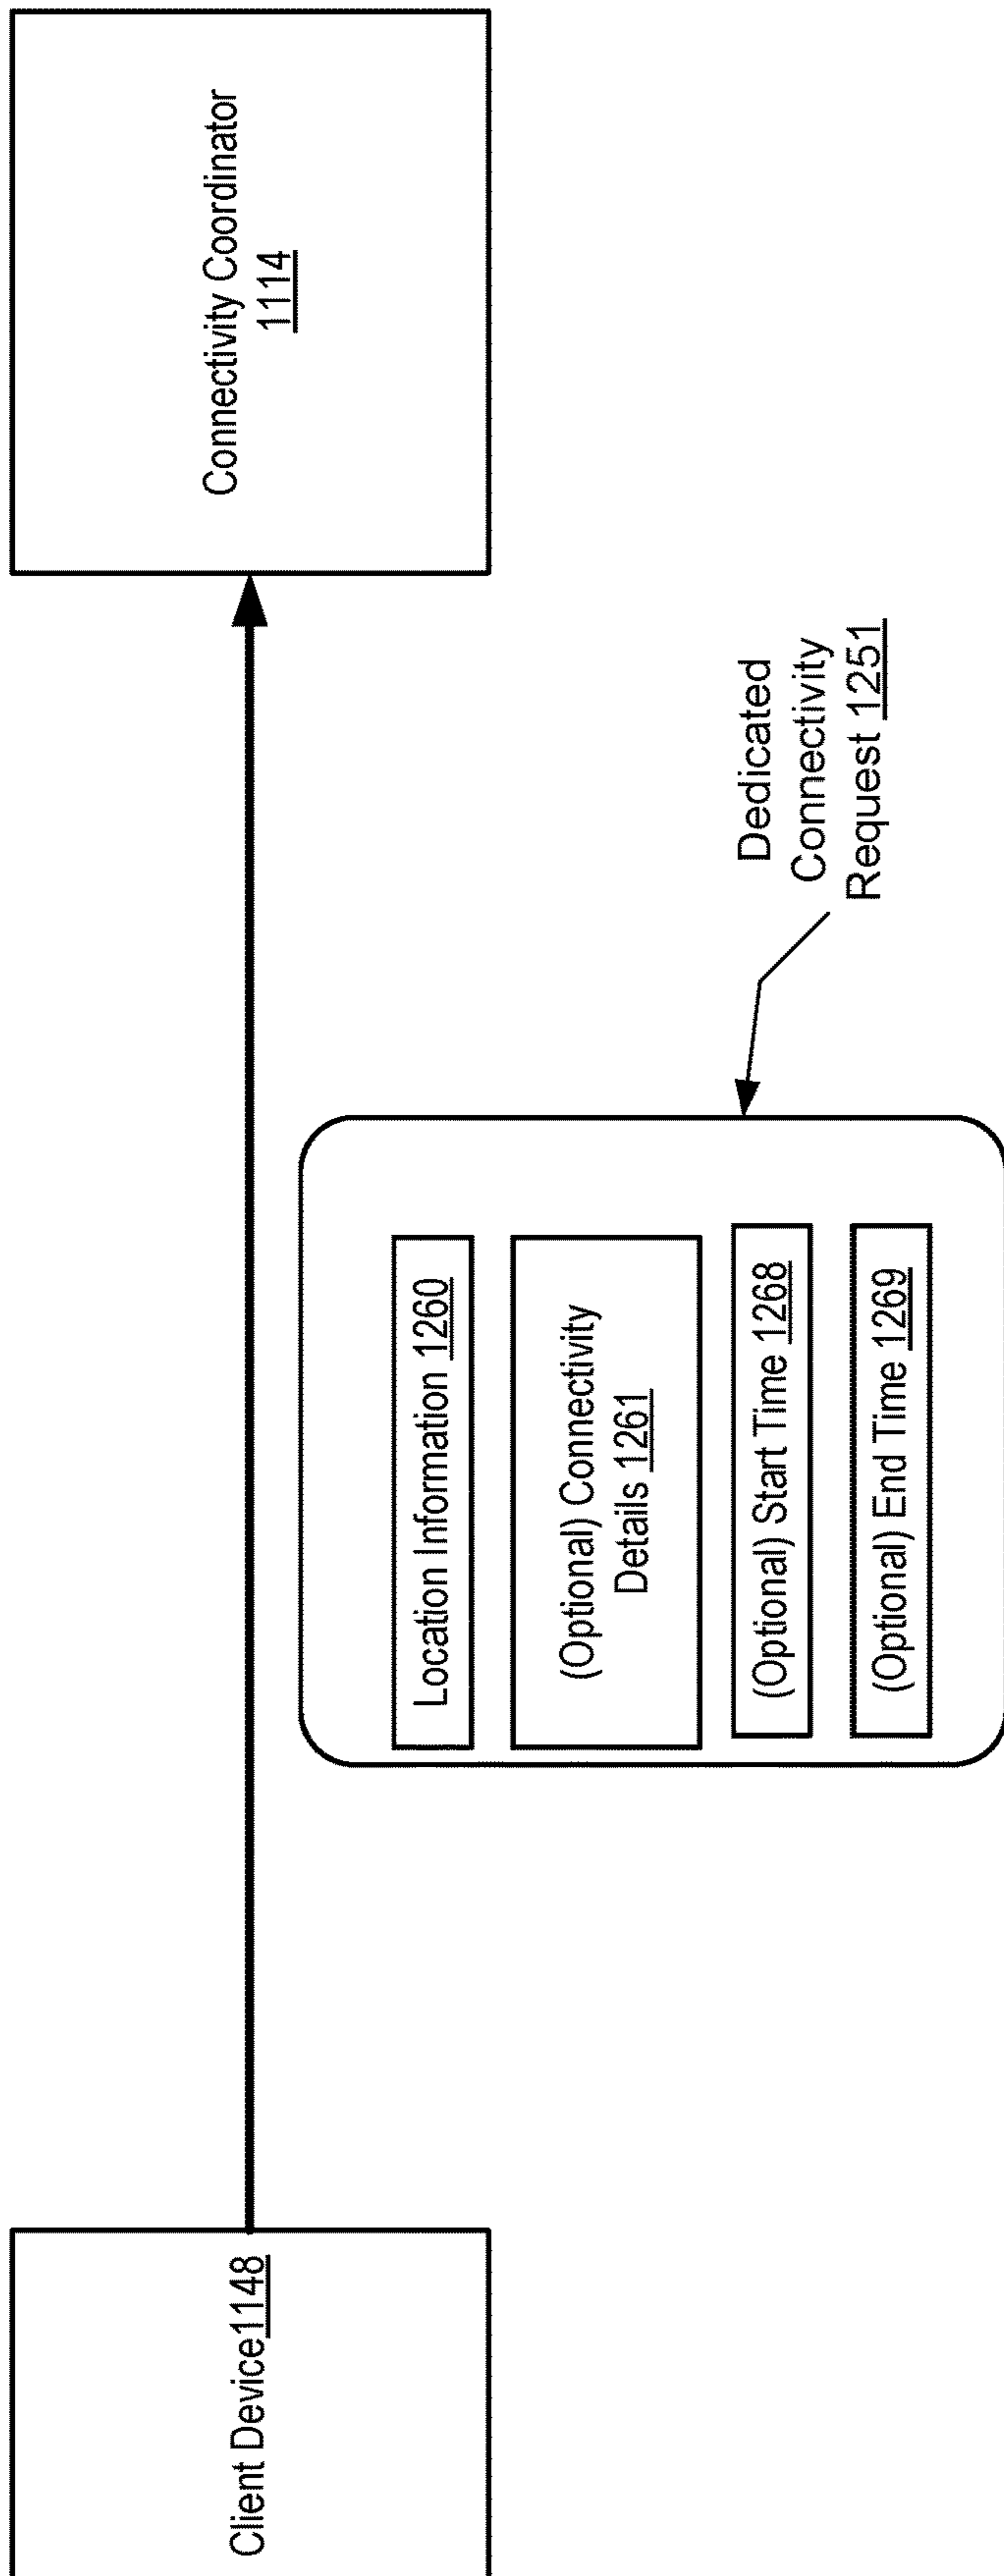 Client Device1148
Connectivity Coordinator
1114
Location Information 1260
(Optional) Connectivity
Details 1261
(Optional) Start Time 1268
(Optional) End Time 1269
Dedicated
Connectivity
Request 1251